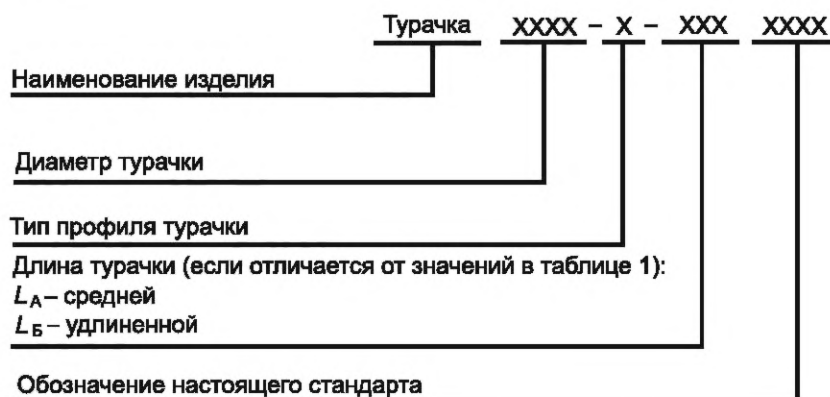 Турачка XXXX – X – XXX XXXX
Наименование изделия
Диаметр турачки
Тип профиля турачки
Длина турачки (если отличается от значений в таблице 1):
LА – средней
LБ – удлиненной
Обозначение настоящего стандарта